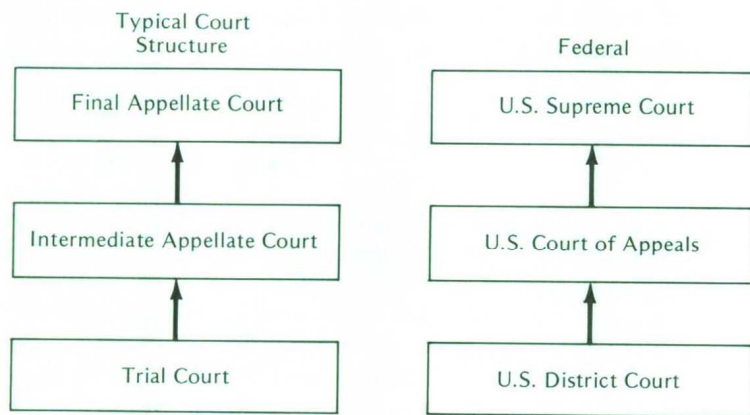 Typical Court
Structure
Final Appellate Court
Intermediate Appellate Court
Trial Court
Federal
U.S. Supreme Court
U.S. Court of Appeals
U.S. District Court